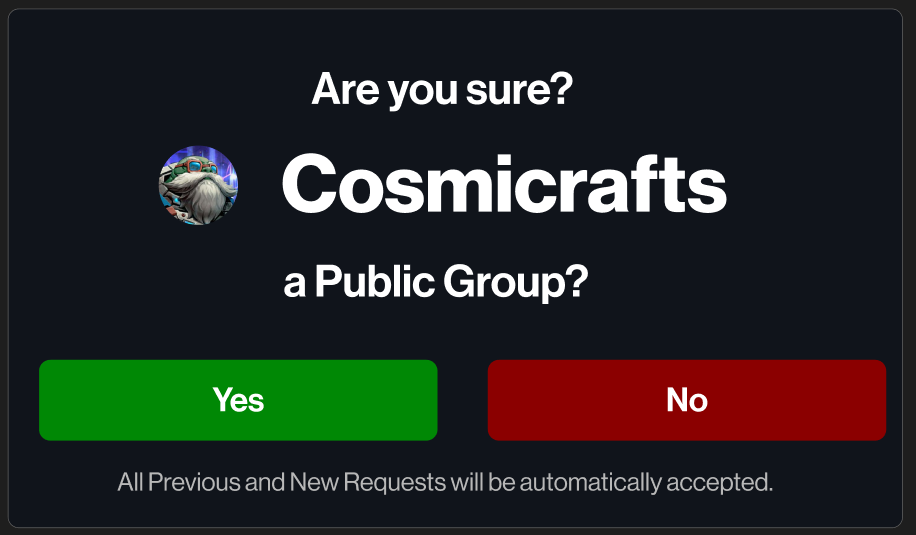 Are you sure?
Cosmicrafts
a Public Group?
Yes
No
All Previous and New Requests will be automatically accepted.